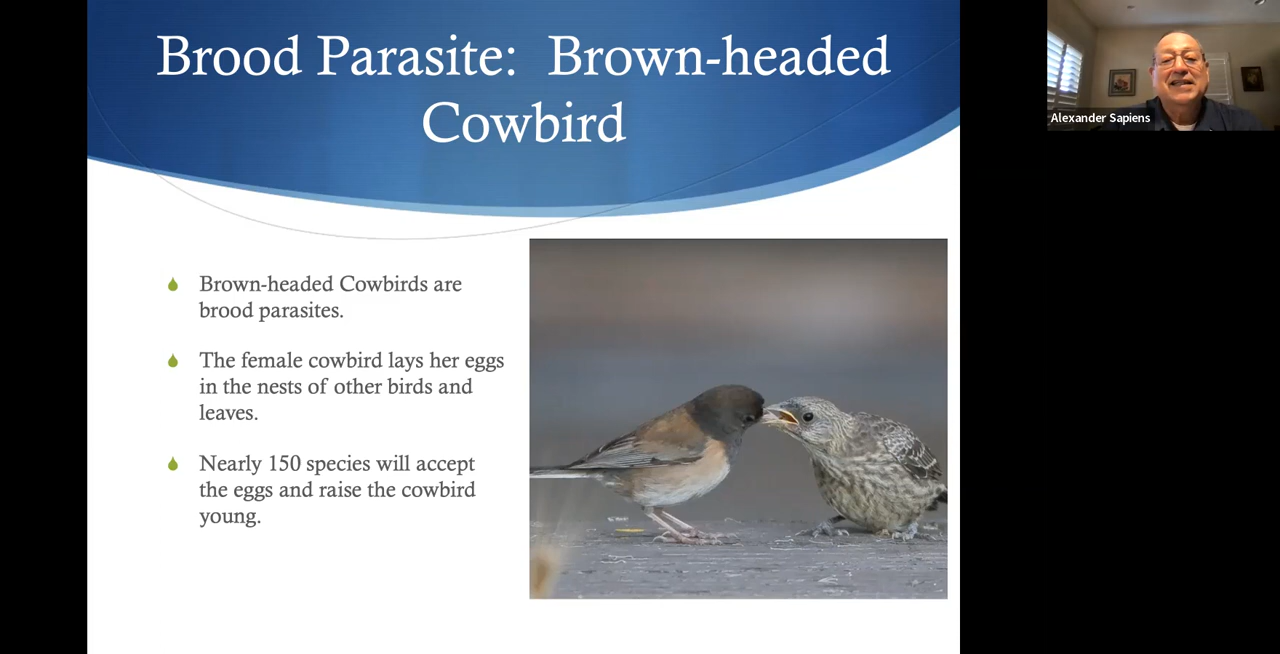 Brood Parasite: Brown-headed
Cowbird
Brown-headed Cowbirds are
brood parasites.
The female cowbird lays her eggs
in the nests of other birds and
leaves.
Nearly 150 species will accept
the eggs and raise the cowbird
young.
Alexander Sapiens